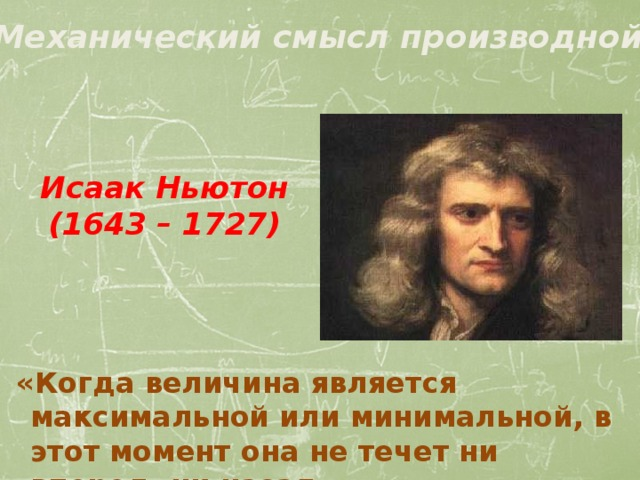 Механический смысл производной
Исаак Ньютон
(1643 – 1727)
«Когда величина является
максимальной или минимальной, в
этот момент она не течет ни